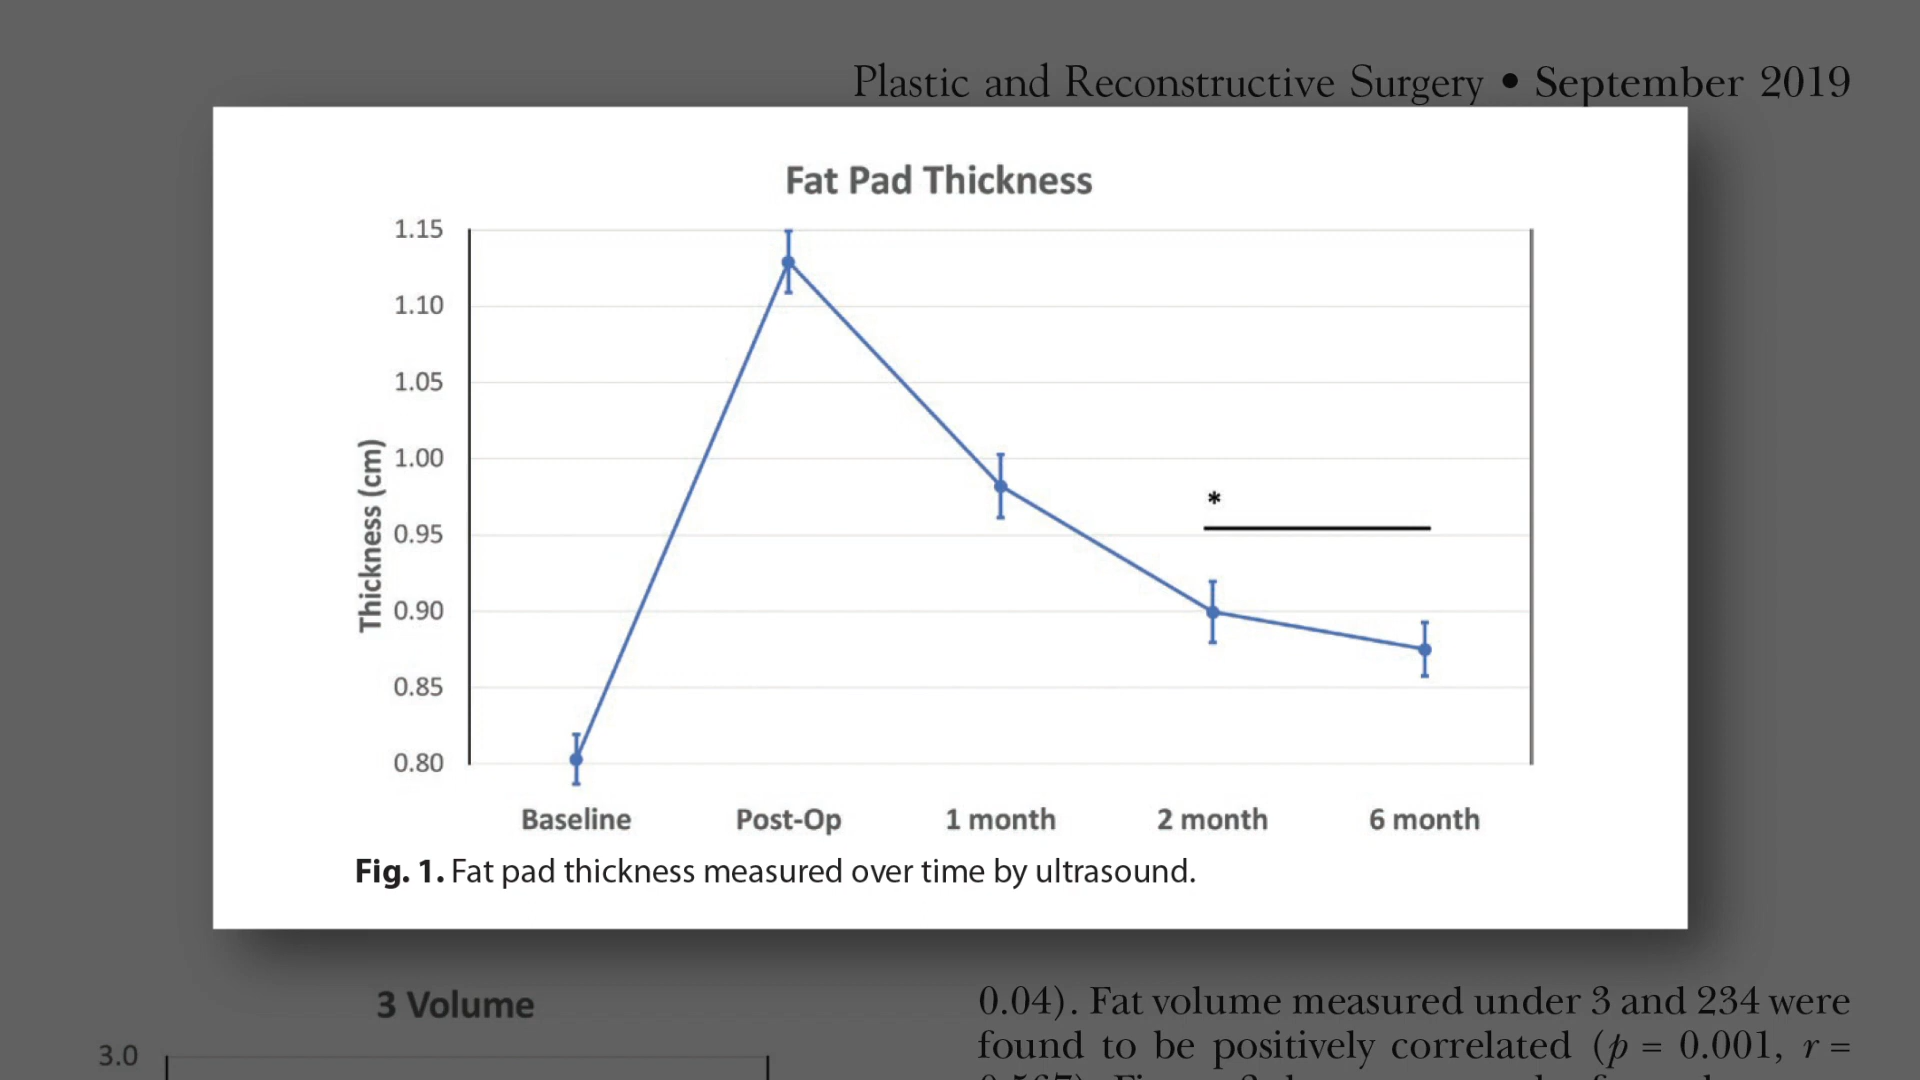 Plastic and Reconstructive Surgery • September 2019
Fat Pad Thickness
1.15
1.10
1.05
1.00
0.95
0.90
0.85
0.80
Thickness (cm)
*
Baseline Post-Op 1 month 2 month 6 month
Fig. 1. Fat pad thickness measured over time by ultrasound.
3 Volume
3.0
0.04). Fat volume measured under 3 and 234 were
found to be positively correlated (p = 0.001, r =